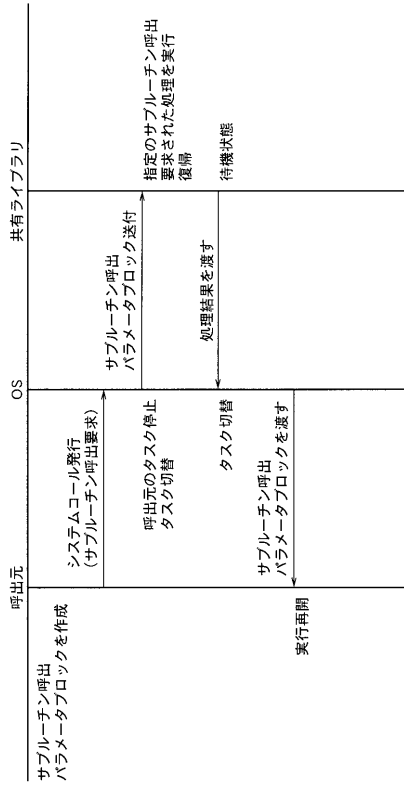 呼出元
OS
共有ライブラリ
サブルーチン呼出
パラメータブロックを作成
システムコール発行
(サブルーチン呼出要求)
呼出元のタスク停止
タスク切替
サブルーチン呼出
パラメータブロック送付
指定のサブルーチン呼出
要求された処理を実行
復帰
処理結果を渡す
待機状態
タスク切替
サブルーチン呼出
パラメータブロックを渡す
実行再開